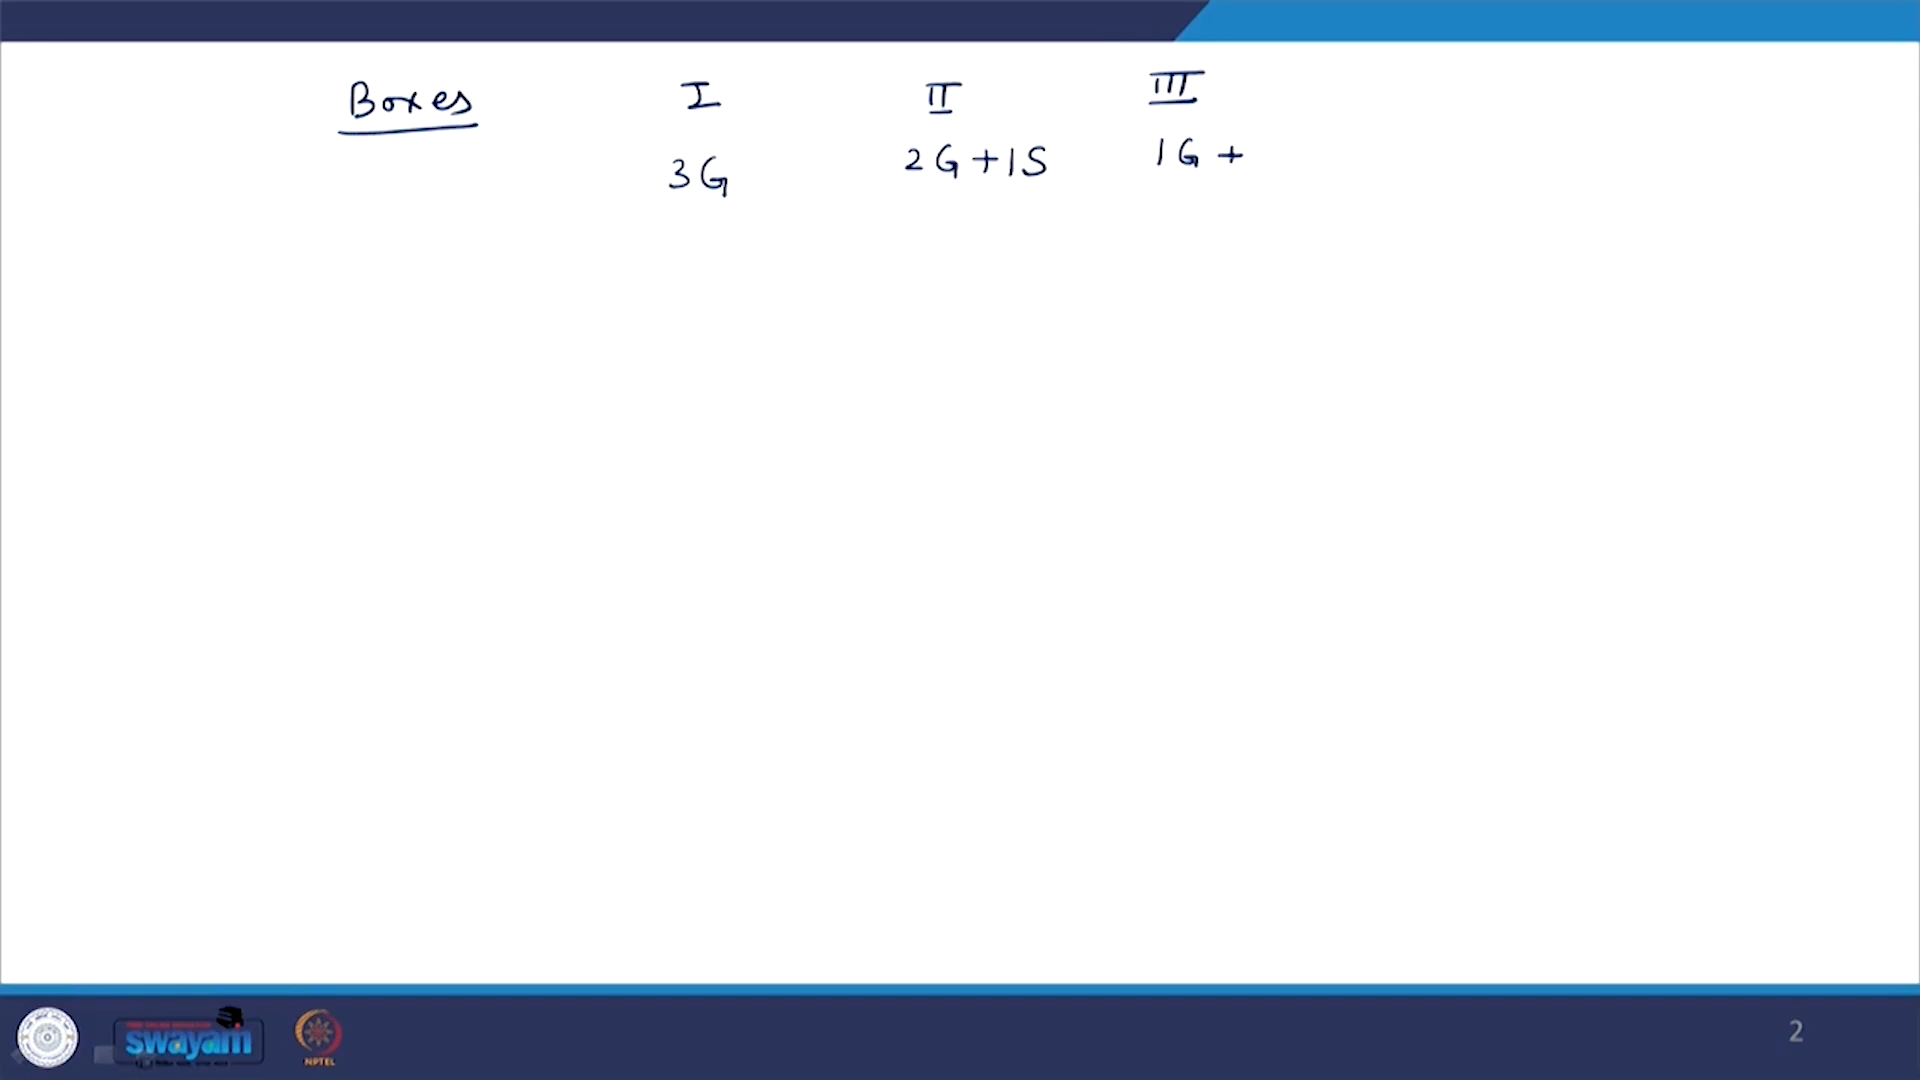 Boxes I II III
3G 2G+1S 1G +
swayam
NPTEL
2